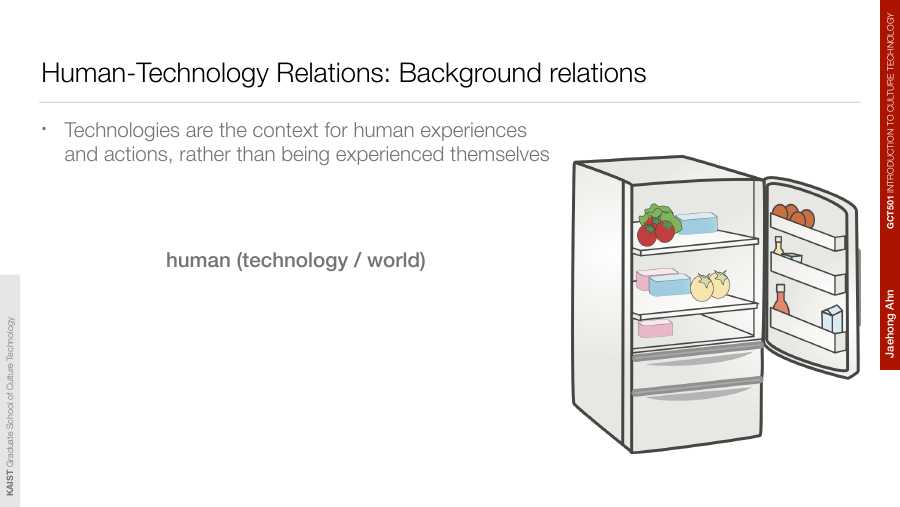 Human-Technology Relations: Background relations
• Technologies are the context for human experiences
and actions, rather than being experienced themselves
human (technology / world)
KAIST Graduate School of Culture Technology
GCT501 INTRODUCTION TO CULTURE TECHNOLOGY
Jaehong Ahn